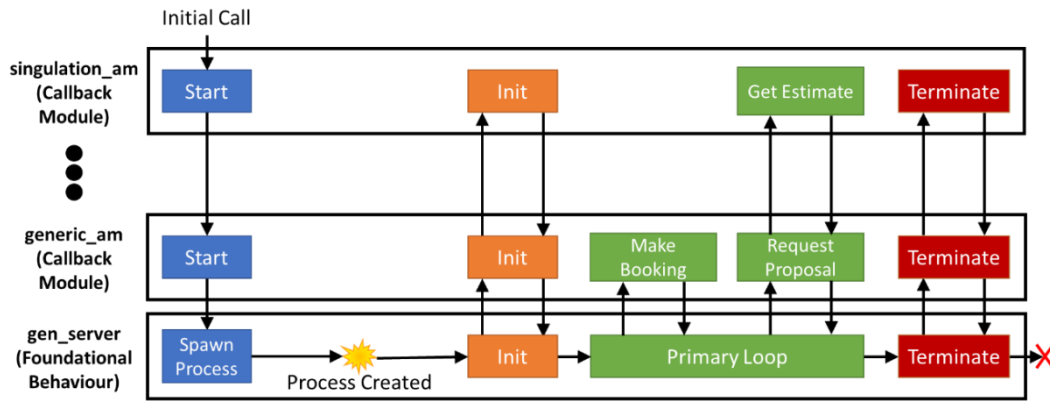 Initial Call
singulation_am
(Callback
Module)
Start
Init
Get Estimate
Terminate
generic_am
(Callback
Module)
Start
Init
Make
Booking
Request
Proposal
Terminate
gen_server
(Foundational
Behaviour)
Spawn
Process
Process Created
Init
Primary Loop
Terminate